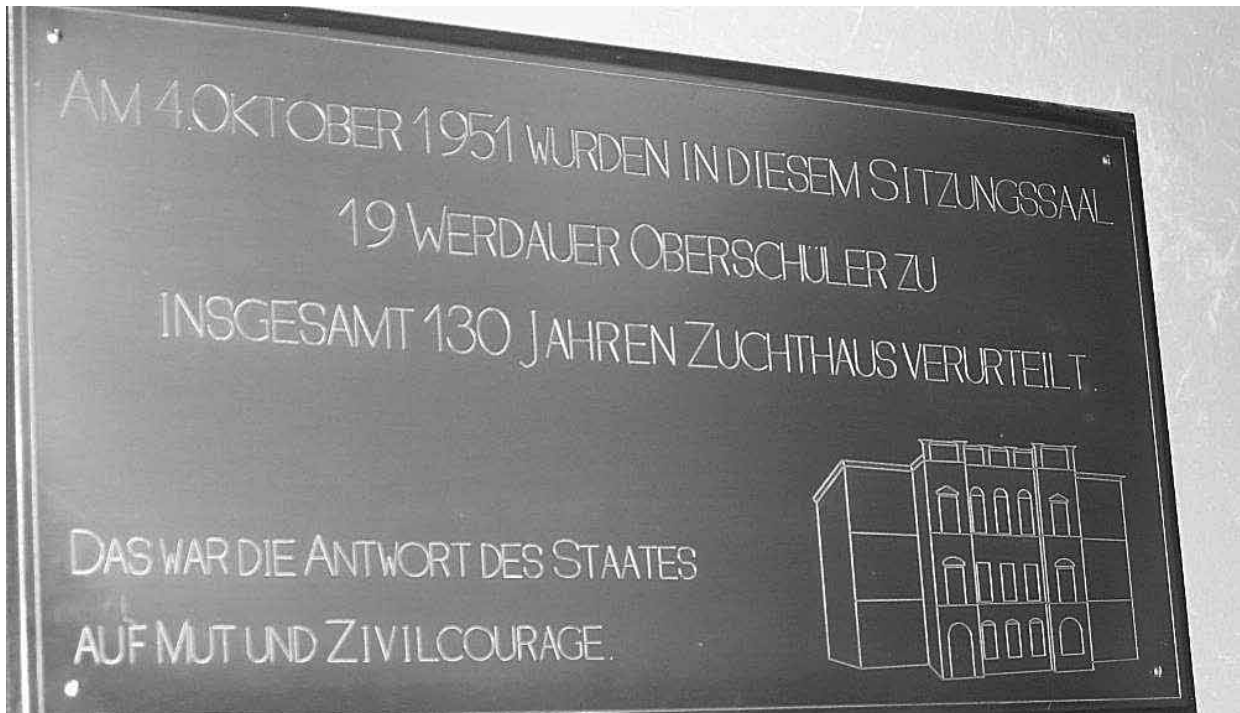 AM 4.OKTOBER 1951 WURDEN IN DIESEM SITZUNGSSAAL
19 WERDAUER OBERSCHÜLER ZU
INSGESAMT 130 JAHREN ZUCHTHAUS VERURTEILT.
DAS WAR DIE ANTWORT DES STAATES
AUF MUT UND ZIVILCOURAGE.